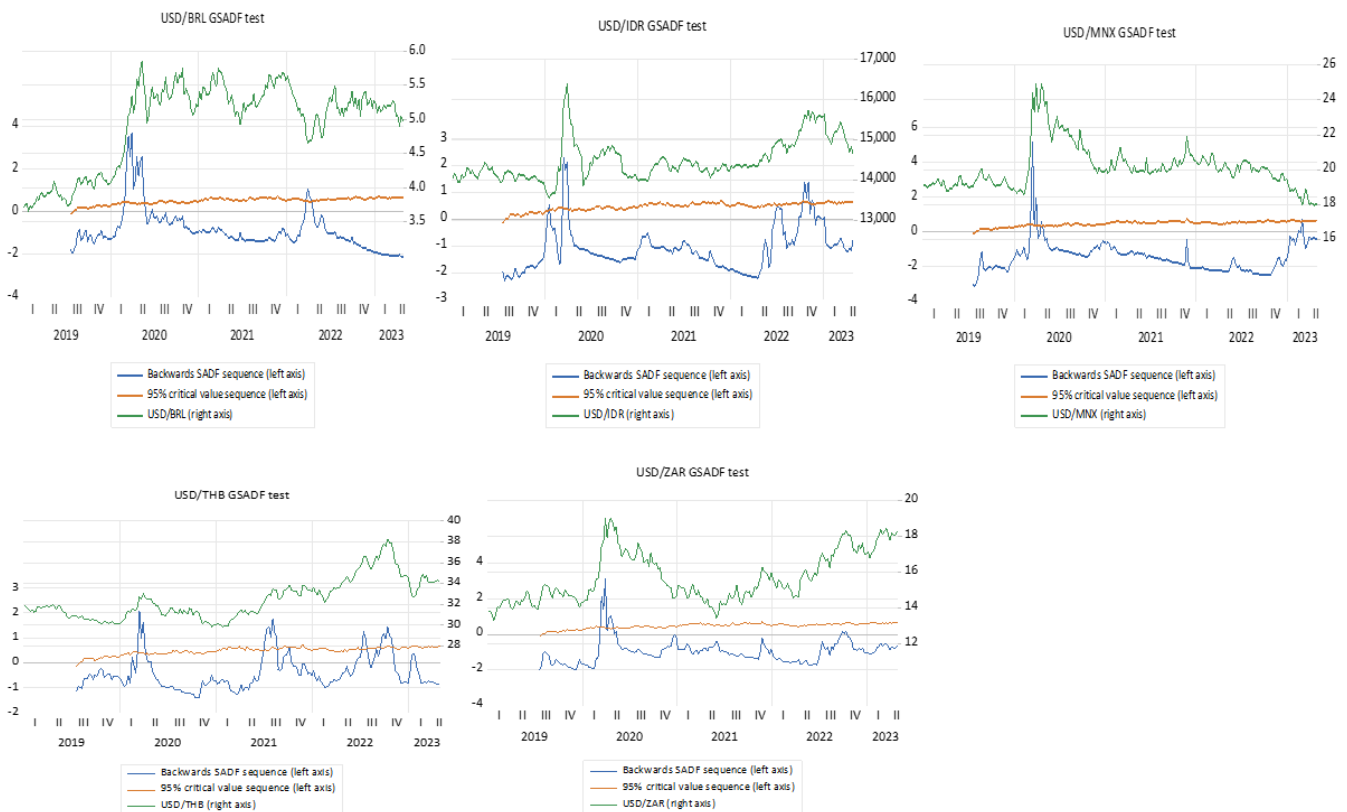 USD/BRL GSADF test
6.0
5.5
5.0
4.5
4.0
3.5
4
2
0
-2
-4
I II III IV I II III IV I II III IV I II III IV I II
2019 2020 2021 2022 2023
Backwards SADF sequence (left axis)
95% critical value sequence (left axis)
USD/BRL (right axis)
USD/IDR GSADF test
17,000
16,000
15,000
14,000
13,000
3
2
1
0
-1
-2
-3
I II III IV I II III IV I II III IV I II III IV I II
2019 2020 2021 2022 2023
Backwards SADF sequence (left axis)
95% critical value sequence (left axis)
USD/IDR (right axis)
USD/MNX GSADF test
26
24
22
20
18
16
6
4
2
0
-2
-4
I II III IV I II III IV I II III IV I II III IV I II
2019 2020 2021 2022 2023
Backwards SADF sequence (left axis)
95% critical value sequence (left axis)
USD/MNX (right axis)
USD/THB GSADF test
40
38
36
34
32
30
28
3
2
1
0
-1
-2
I II III IV I II III IV I II III IV I II III IV I II
2019 2020 2021 2022 2023
Backwards SADF sequence (left axis)
95% critical value sequence (left axis)
USD/THB (right axis)
USD/ZAR GSADF test
20
18
16
14
12
4
2
0
-2
-4
I II III IV I II III IV I II III IV I II III IV I II
2019 2020 2021 2022 2023
Backwards SADF sequence (left axis)
95% critical value sequence (left axis)
USD/ZAR (right axis)